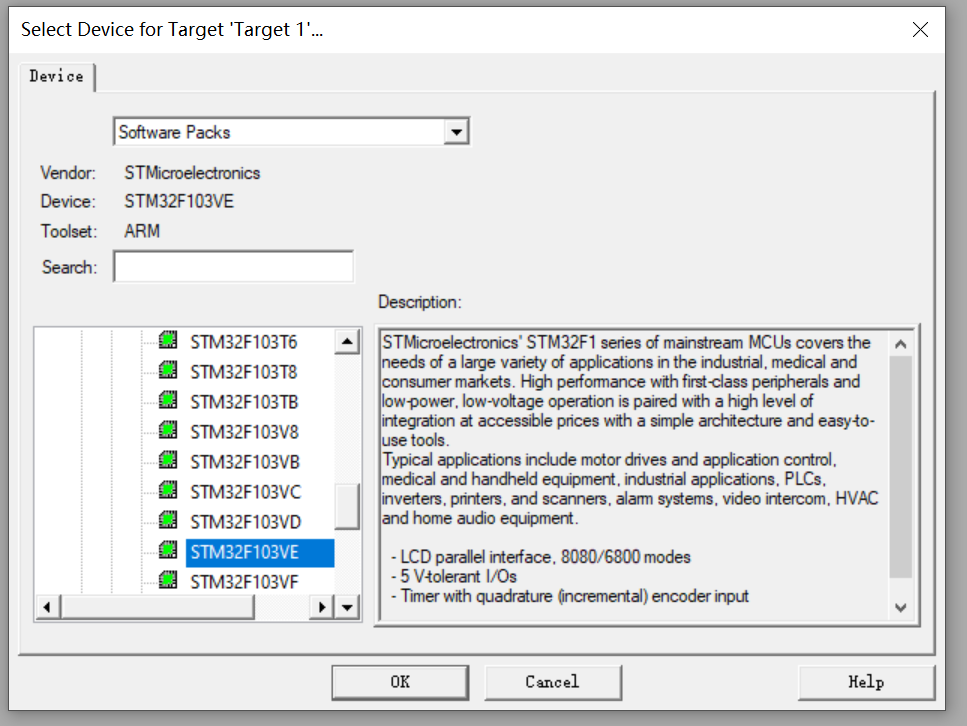 Select Device for Target 'Target 1'...
Device
Software Packs
Vendor: STMicroelectronics
Device: STM32F103VE
Toolset: ARM
Search:
Description:
STM32F103T6
STM32F103T8
STM32F103TB
STM32F103V8
STM32F103VB
STM32F103VC
STM32F103VD
STM32F103VE
STM32F103VF
STMicroelectronics' STM32F1 series of mainstream MCUs covers the
needs of a large variety of applications in the industrial, medical and
consumer markets. High performance with first-class peripherals and
low-power, low-voltage operation is paired with a high level of
integration at accessible prices with a simple architecture and easy-to-
use tools.
Typical applications include motor drives and application control,
medical and handheld equipment, industrial applications, PLCs,
inverters, printers, and scanners, alarm systems, video intercom, HVAC
and home audio equipment.
- LCD parallel interface, 8080/6800 modes
- 5 V-tolerant I/Os
- Timer with quadrature (incremental) encoder input
OK
Cancel
Help